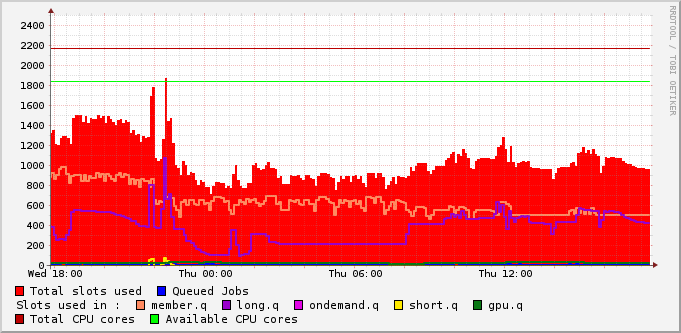 2400
2200
2000
1800
1600
1400
1200
1000
800
600
400
200
0
Wed 18:00 Thu 00:00 Thu 06:00 Thu 12:00
Total slots used Queued Jobs
Slots used in : member.q long.q ondemand.q short.q gpu.q
Total CPU cores Available CPU cores
RRDTOOL / TOBI OETIKER